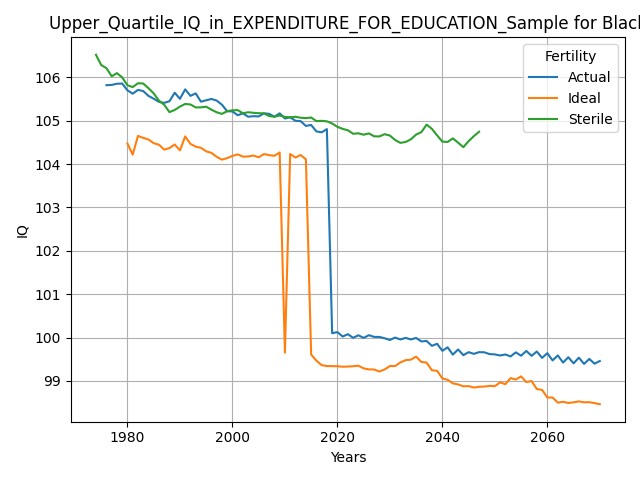 Upper_Quartile_IQ_in_EXPENDITURE_FOR_EDUCATION_Sample for Blac
Fertility
Actual
Ideal
Sterile
106
105
104
103
102
101
100
99
IQ
1980
2000
2020
2040
2060
Years